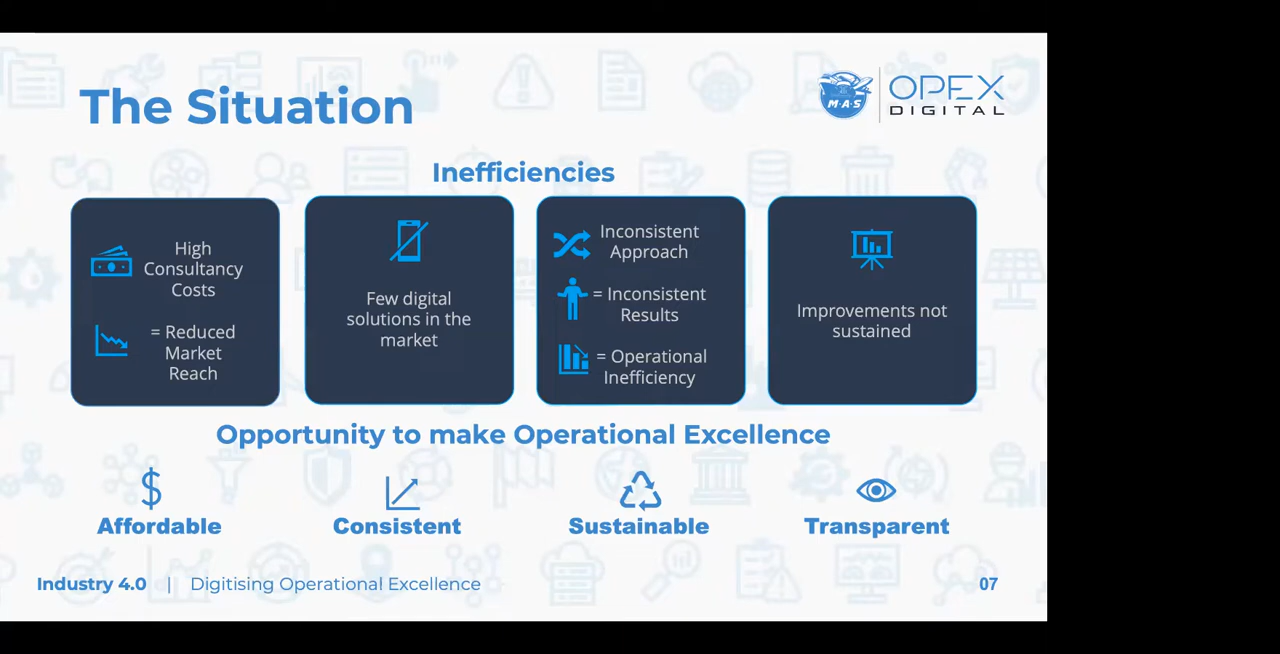 The Situation
M·A·S
OPEX
DIGITAL
Inefficiencies
High
Consultancy
Costs
= Reduced
Market
Reach
Few digital
solutions in the
market
Inconsistent
Approach
= Inconsistent
Results
= Operational
Inefficiency
Improvements not
sustained
Opportunity to make Operational Excellence
$
Affordable
Consistent
Sustainable
Transparent
Industry 4.0 | Digitising Operational Excellence
07